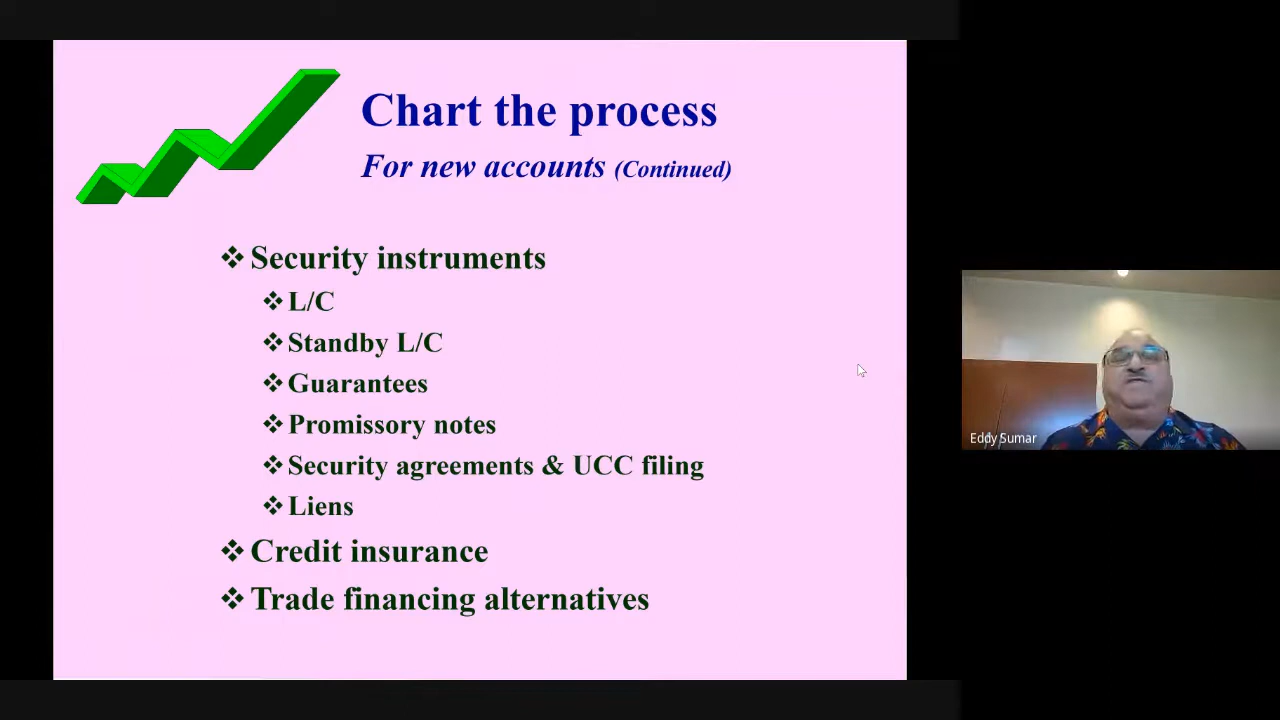 Chart the process
For new accounts (Continued)
❖ Security instruments
❖ L/C
❖ Standby L/C
❖ Guarantees
❖ Promissory notes
❖ Security agreements & UCC filing
❖ Liens
❖ Credit insurance
❖ Trade financing alternatives
Eddy Sumar